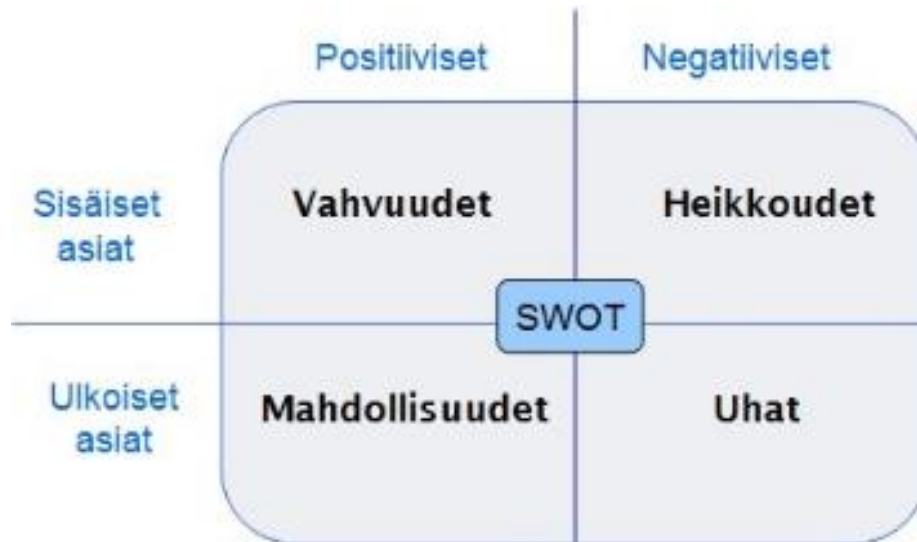 Positiiviset
Negatiiviset
Sisäiset
asiat
Vahvuudet
Heikkoudet
SWOT
Ulkoiset
asiat
Mahdollisuudet
Uhat